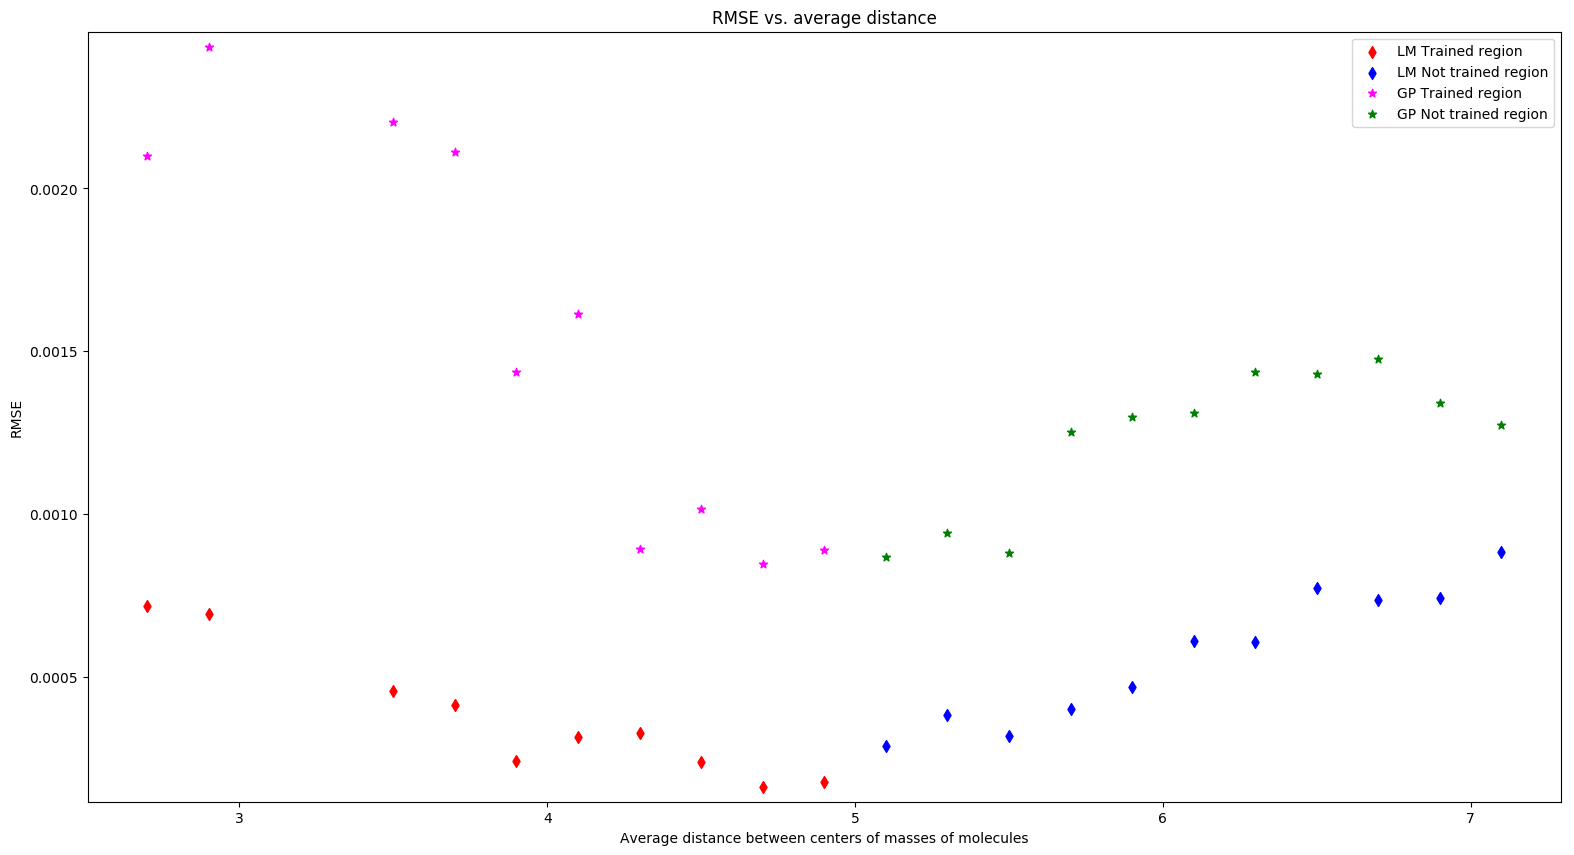 RMSE vs. average distance
LM Trained region
LM Not trained region
GP Trained region
GP Not trained region
RMSE
0.0020
0.0015
0.0010
0.0005
3 4 5 6 7
Average distance between centers of masses of molecules